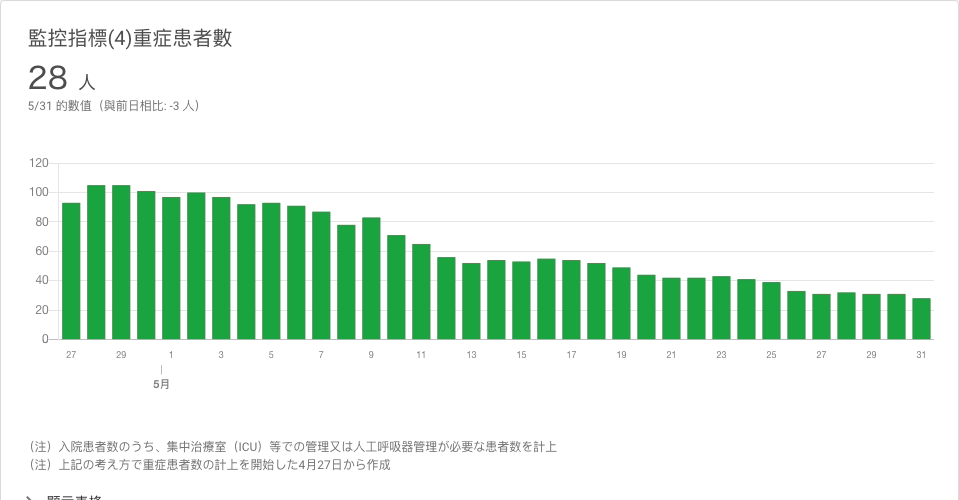 監控指標(4)重症患者數
28 人
5/31 的數值（與前日相比: -3 人）
120
100
80
60
40
20
0
27 29 1 3 5 7 9 11 13 15 17 19 21 23 25 27 29 31
5月
（注）入院患者数のうち、集中治療室（ICU）等での管理又は人工呼吸器管理が必要な患者数を計上
（注）上記の考え方で重症患者数の計上を開始した4月27日から作成
顯示表格